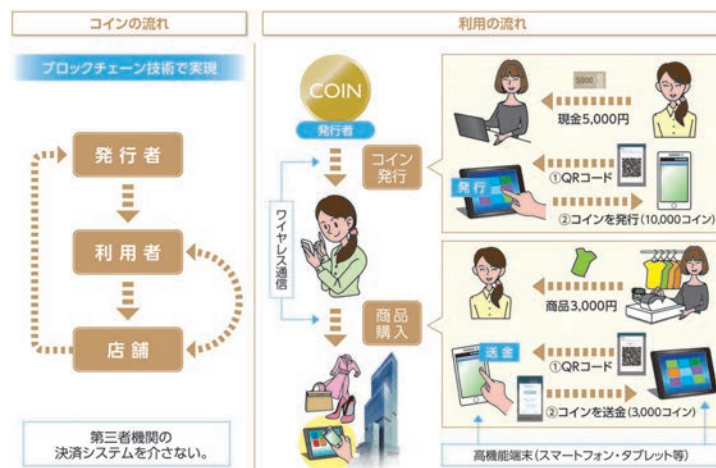 コインの流れ
ブロックチェーン技術で実現
発行者
利用者
店舗
第三者機関の
決済システムを介さない。
利用の流れ
COIN
発行者
コイン
発行
ワイヤレス通信
商品
購入
5000
現金5,000円
①QRコード
発行
②コインを発行(10,000コイン)
商品3,000円
①QRコード
送金
②コインを送金(3,000コイン)
高機能端末(スマートフォン・タブレット等)